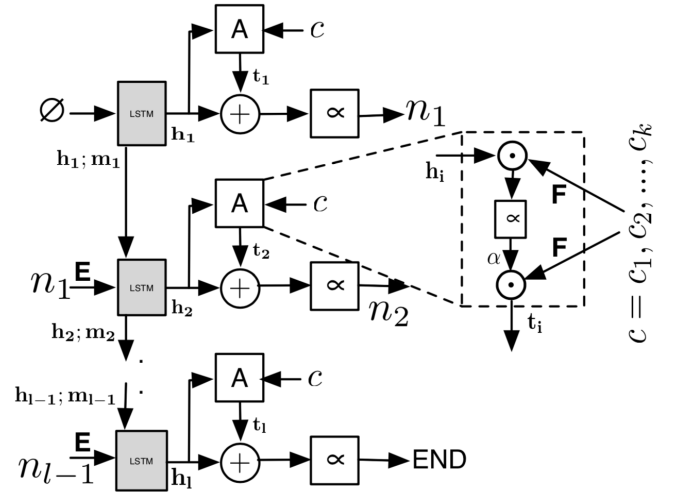 A
c
t₁
∅
LSTM
h₁
+
∝
n₁
h₁; m₁
A
c
t₂
n₁
E
LSTM
h₂
+
∝
n₂
h₂; m₂
hᵢ
F
∝
α
F
tᵢ
c = c₁, c₂, ..., cₖ
A
c
tₗ
hₗ₋₁; mₗ₋₁
E
nₗ₋₁
LSTM
hₗ
+
∝
END